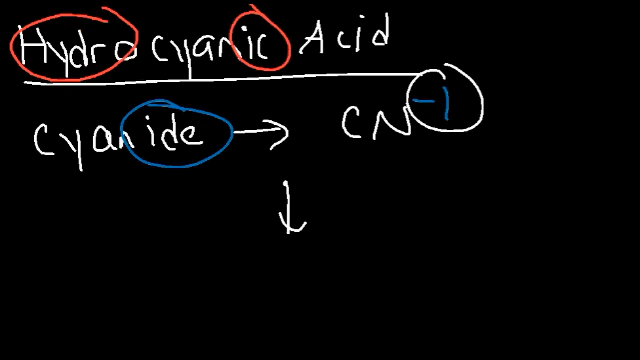 Hydrocyanic Acid
Cyanide → CN-1
↓